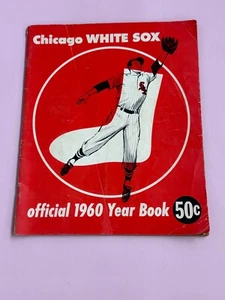 Chicago WHITE SOX
official 1960 Year Book 50c